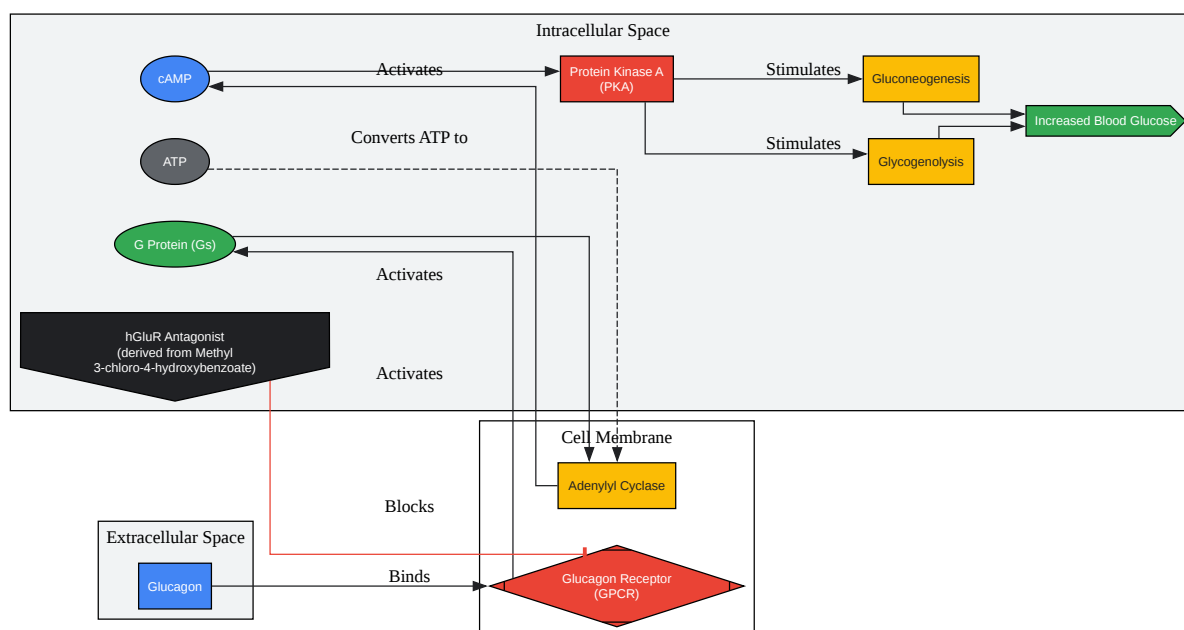 Intracellular Space
cAMP
Activates
Protein Kinase A
(PKA)
Stimulates
Gluconeogenesis
Increased Blood Glucose
Converts ATP to
ATP
Stimulates
Glycogenolysis
G Protein (Gs)
Activates
hGluR Antagonist
(derived from Methyl
3-chloro-4-hydroxybenzoate)
Activates
Cell Membrane
Adenylyl Cyclase
Blocks
Extracellular Space
Glucagon
Binds
Glucagon Receptor
(GPCR)